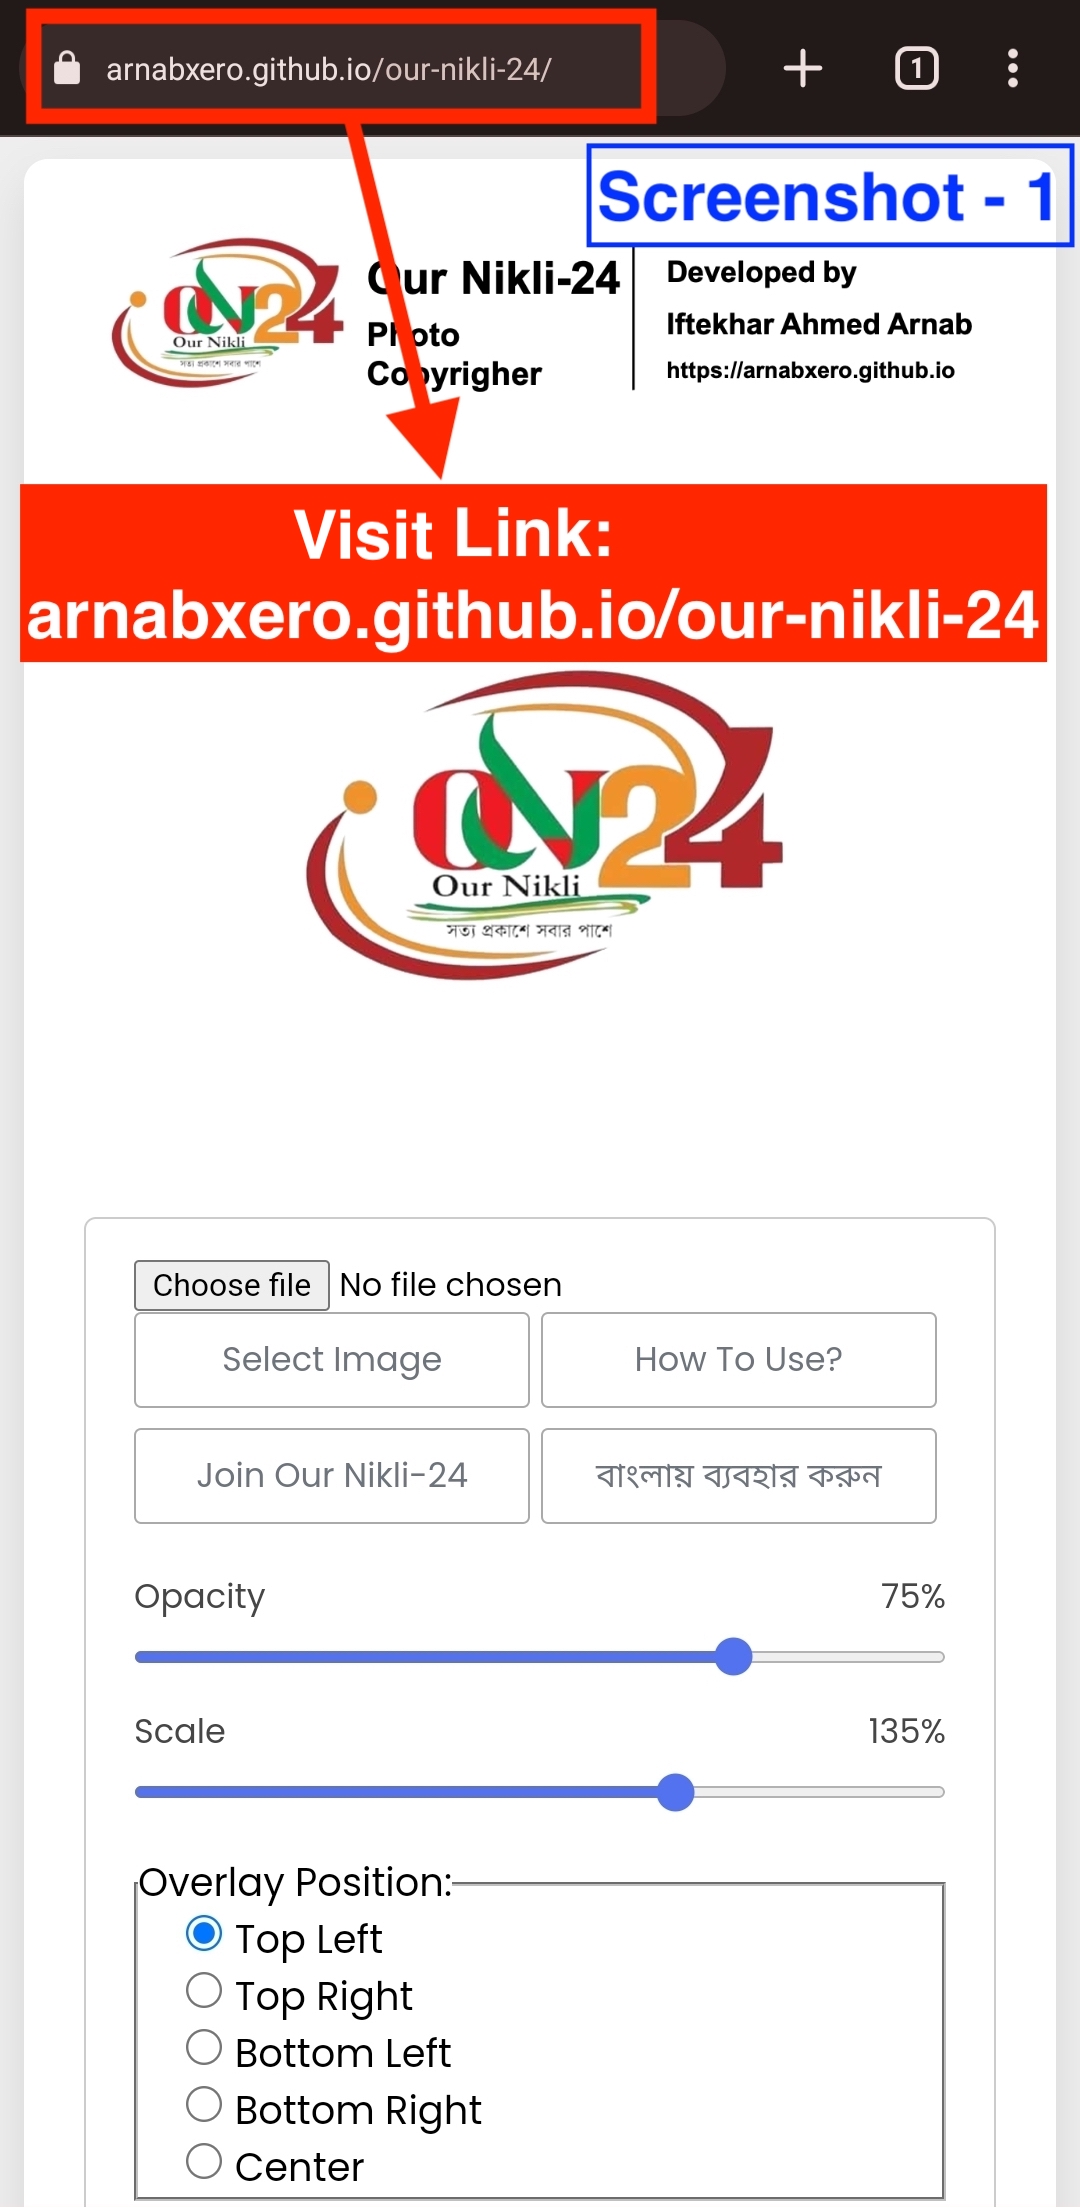 arnabxero.github.io/our-nikli-24/
1
Screenshot - 1
ON24
Our Nikli
সত্য প্রকাশে সবার পাশে
Our Nikli-24
Photo
Copyrigher
Developed by
Iftekhar Ahmed Arnab
https://arnabxero.github.io
Visit Link:
arnabxero.github.io/our-nikli-24
ON24
Our Nikli
সত্য প্রকাশে সবার পাশে
Choose file No file chosen
Select Image
How To Use?
Join Our Nikli-24
বাংলায় ব্যবহার করুন
Opacity 75%
Scale 135%
Overlay Position:
Top Left
Top Right
Bottom Left
Bottom Right
Center